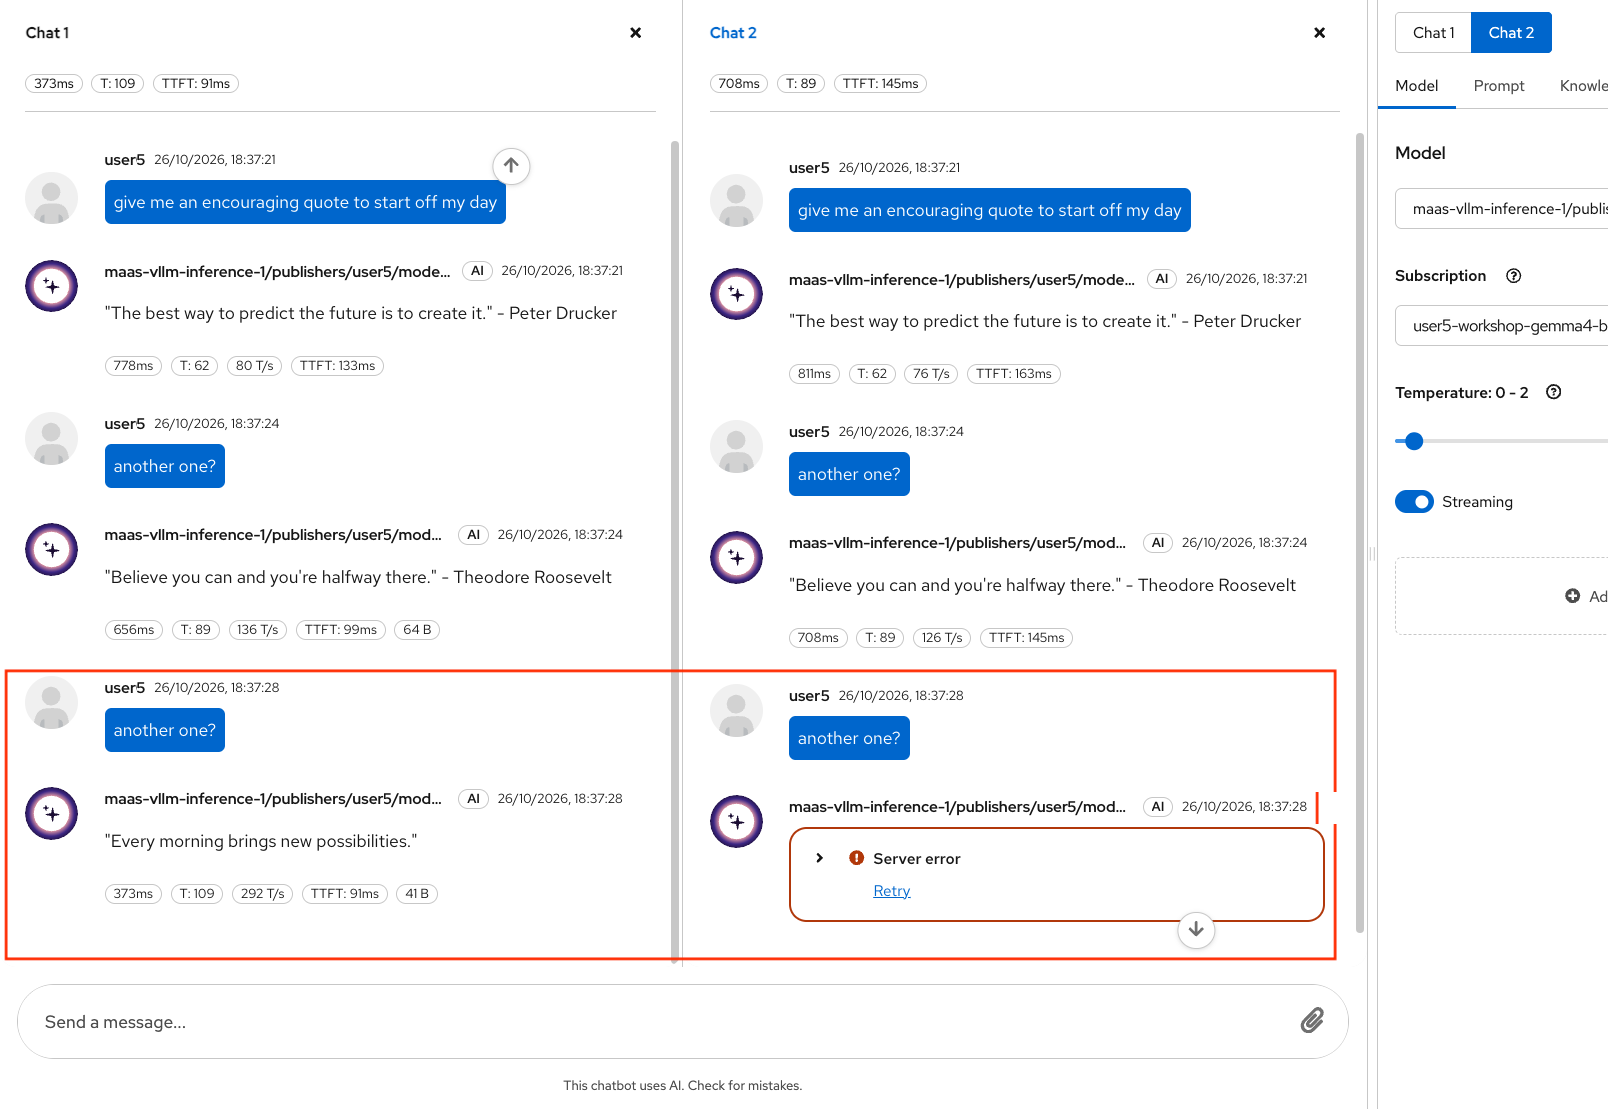 Chat 1
373ms T: 109 TTFT: 91ms
user5 26/10/2026, 18:37:21
give me an encouraging quote to start off my day
maas-vllm-inference-1/publishers/user5/mode... AI 26/10/2026, 18:37:21
"The best way to predict the future is to create it." - Peter Drucker
778ms T: 62 80 T/s TTFT: 133ms
user5 26/10/2026, 18:37:24
another one?
maas-vllm-inference-1/publishers/user5/mod... AI 26/10/2026, 18:37:24
"Believe you can and you're halfway there." - Theodore Roosevelt
656ms T: 89 136 T/s TTFT: 99ms 64 B
user5 26/10/2026, 18:37:28
another one?
maas-vllm-inference-1/publishers/user5/mod... AI 26/10/2026, 18:37:28
"Every morning brings new possibilities."
373ms T: 109 292 T/s TTFT: 91ms 41 B
Chat 2
708ms T: 89 TTFT: 145ms
user5 26/10/2026, 18:37:21
give me an encouraging quote to start off my day
maas-vllm-inference-1/publishers/user5/mode... AI 26/10/2026, 18:37:21
"The best way to predict the future is to create it." - Peter Drucker
811ms T: 62 76 T/s TTFT: 163ms
user5 26/10/2026, 18:37:24
another one?
maas-vllm-inference-1/publishers/user5/mod... AI 26/10/2026, 18:37:24
"Believe you can and you're halfway there." - Theodore Roosevelt
708ms T: 89 126 T/s TTFT: 145ms
user5 26/10/2026, 18:37:28
another one?
maas-vllm-inference-1/publishers/user5/mod... AI 26/10/2026, 18:37:28
Server error
Retry
Send a message...
This chatbot uses AI. Check for mistakes.
Chat 1 Chat 2
Model Prompt Knowle
Model
maas-vllm-inference-1/publis
Subscription
user5-workshop-gemma4-b
Temperature: 0 - 2
Streaming
Ad